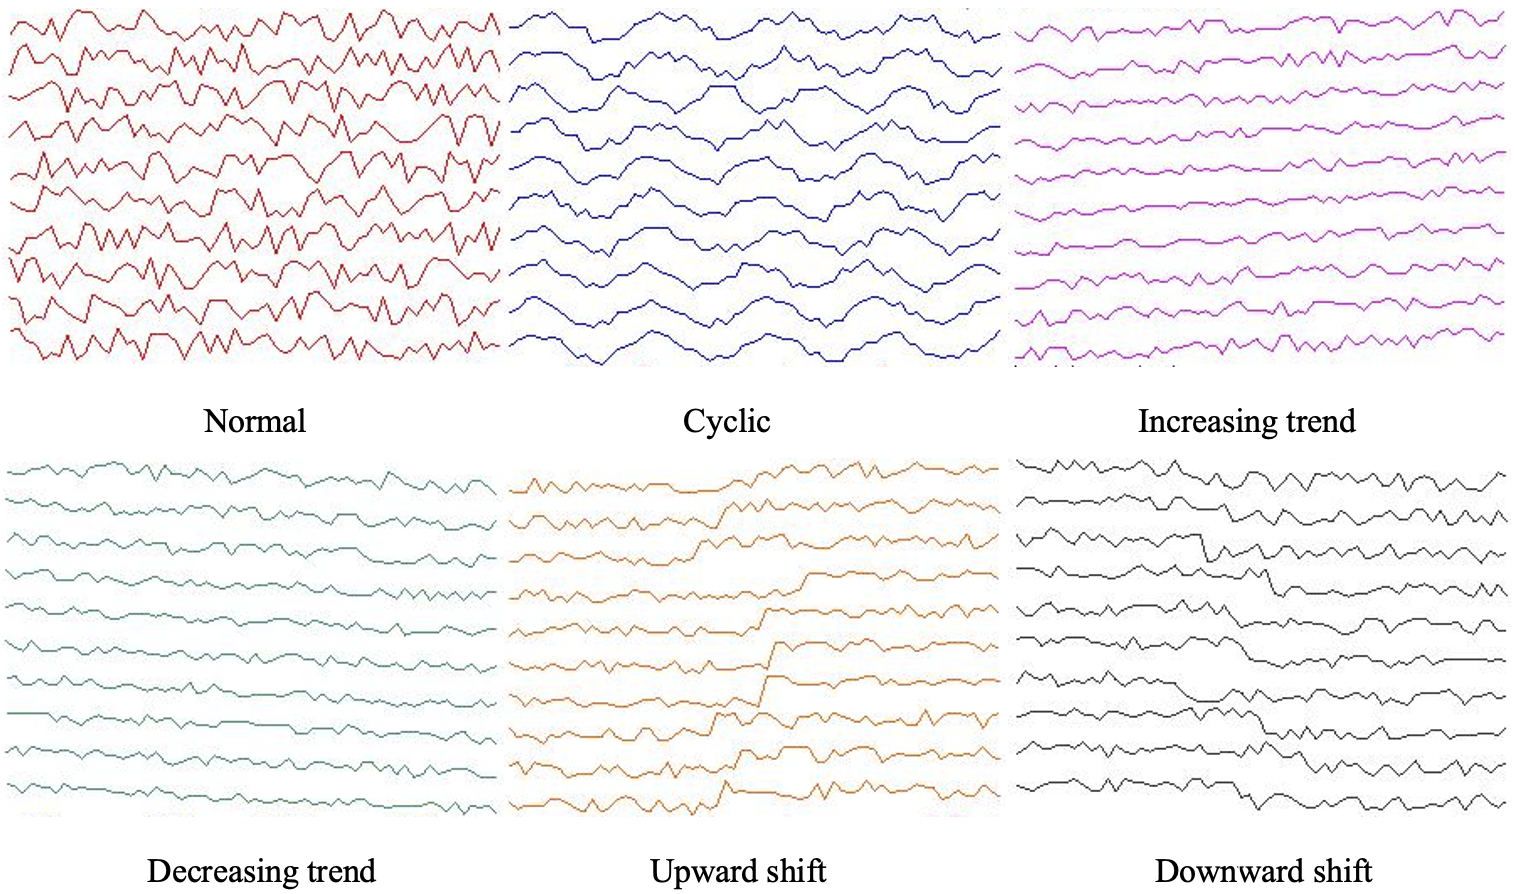 Normal
Cyclic
Increasing trend
Decreasing trend
Upward shift
Downward shift